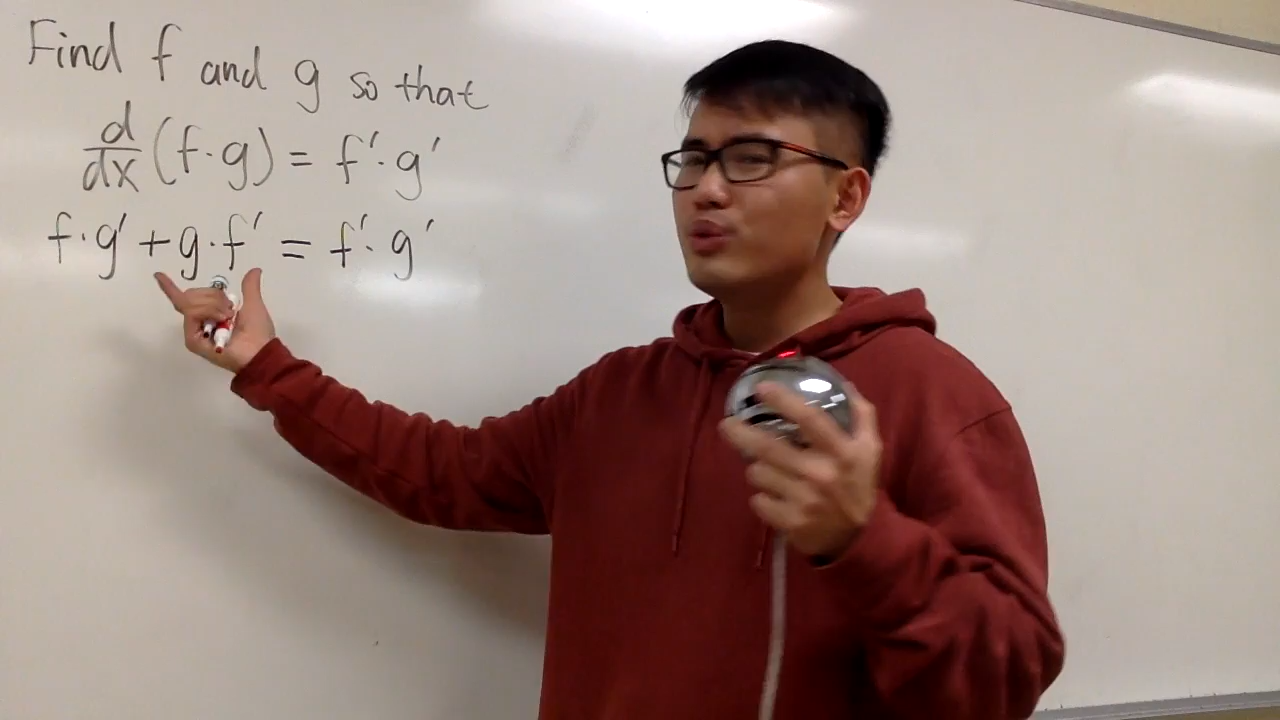 Find f and g so that
d/dx (f·g) = f'·g'
f·g' + g·f' = f'·g'